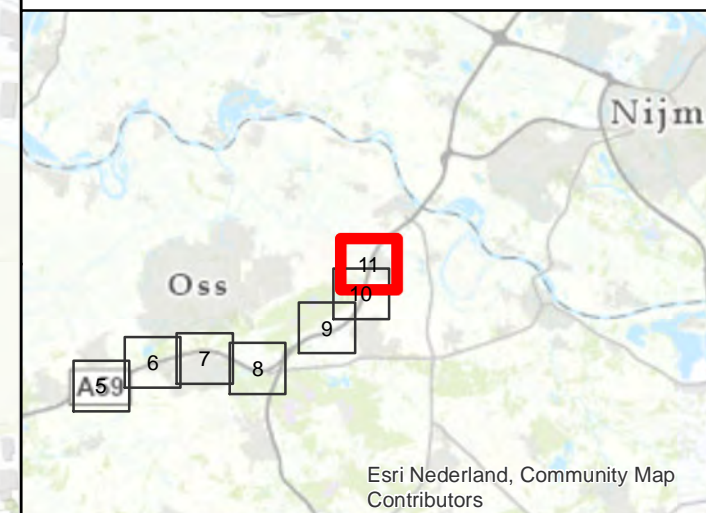 Nijm
11
Oss
10
9
6
7
8
A59
5
Esri Nederland, Community Map
Contributors